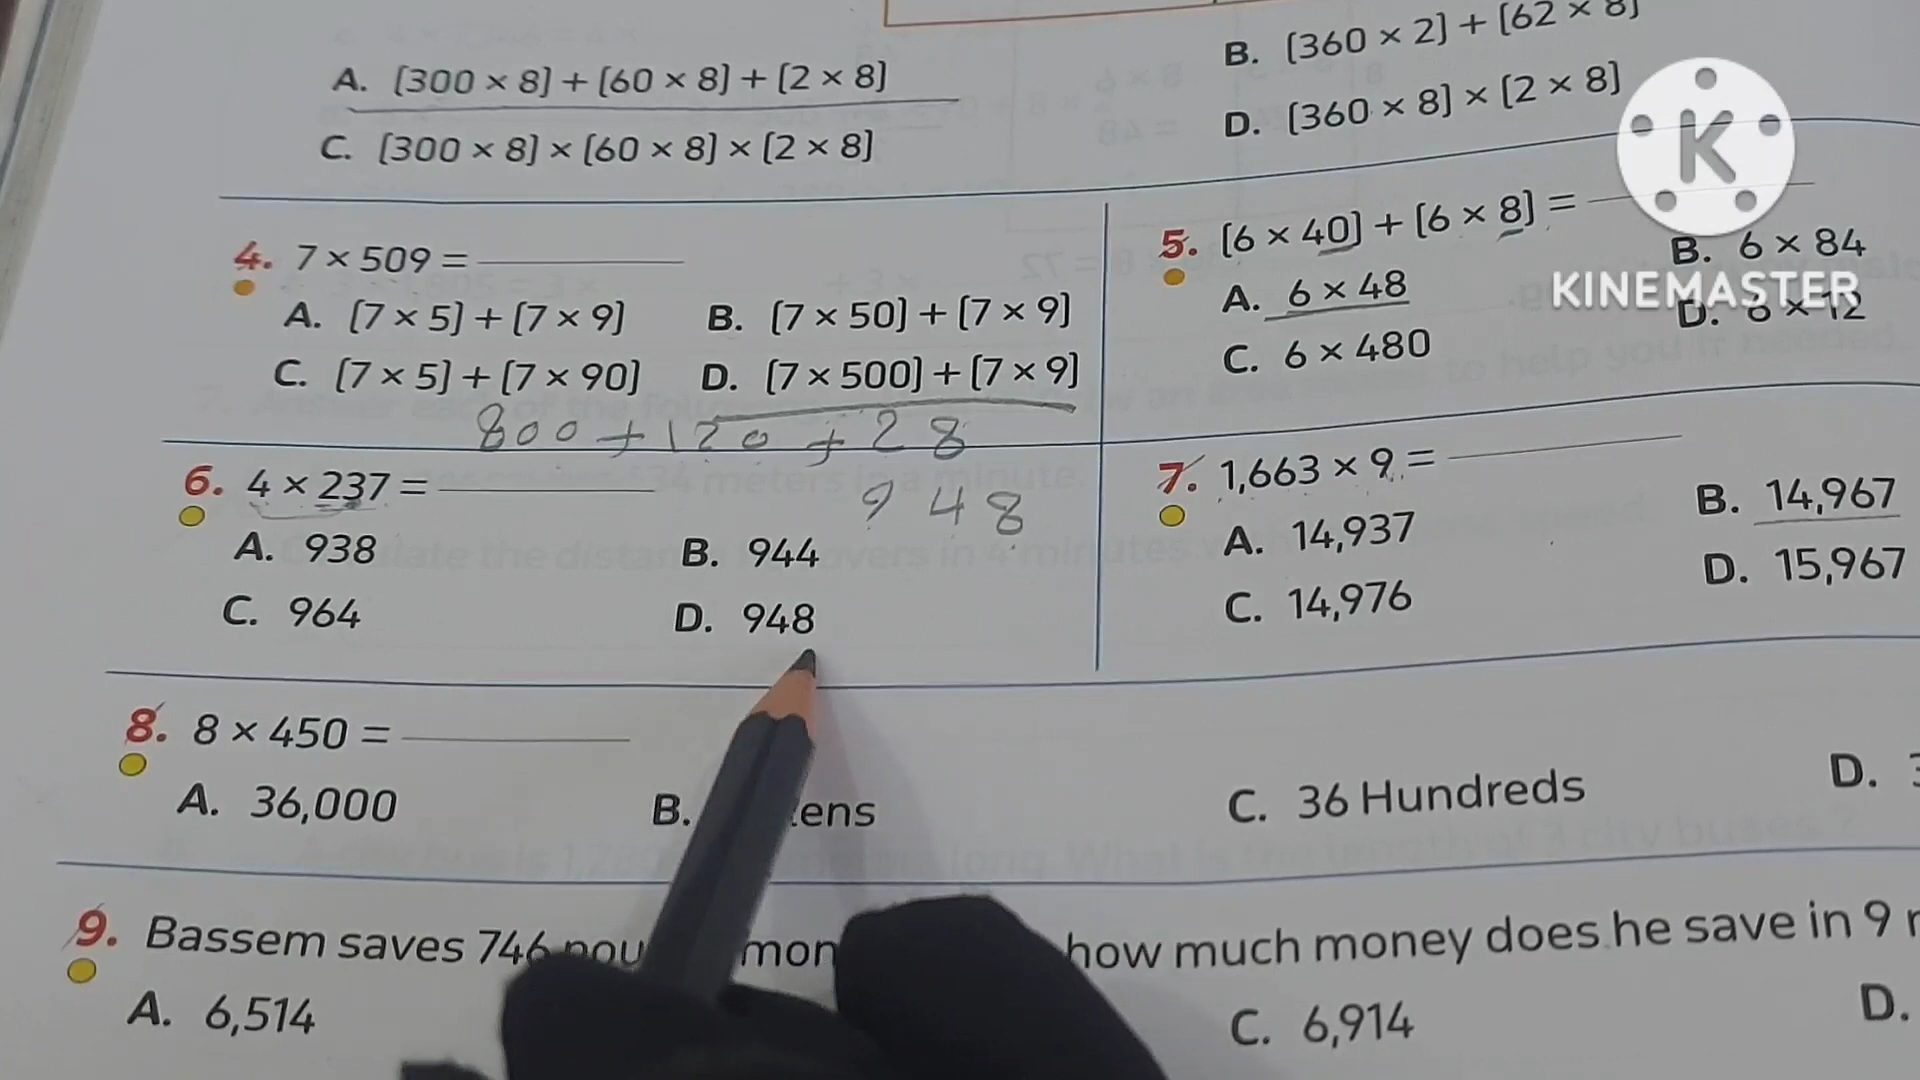 A. [300 × 8] + [60 × 8] + [2 × 8]
B. [360 × 2] + [62 × 8]
C. [300 × 8] × [60 × 8] × [2 × 8]
D. [360 × 8] × [2 × 8]
K
KINEMASTER
4. 7 × 509 =
A. [7 × 5] + [7 × 9]
B. [7 × 50] + [7 × 9]
C. [7 × 5] + [7 × 90]
D. [7 × 500] + [7 × 9]
5. [6 × 40] + [6 × 8] =
A. 6 × 48
B. 6 × 84
C. 6 × 480
D. 6 × 12
800 + 120 + 28
948
6. 4 × 237 =
A. 938
B. 944
C. 964
D. 948
7. 1,663 × 9 =
A. 14,937
B. 14,967
C. 14,976
D. 15,967
8. 8 × 450 =
A. 36,000
B. tens
C. 36 Hundreds
D.
9. Bassem saves 746 how much money does he save in 9
A. 6,514
C. 6,914
D.